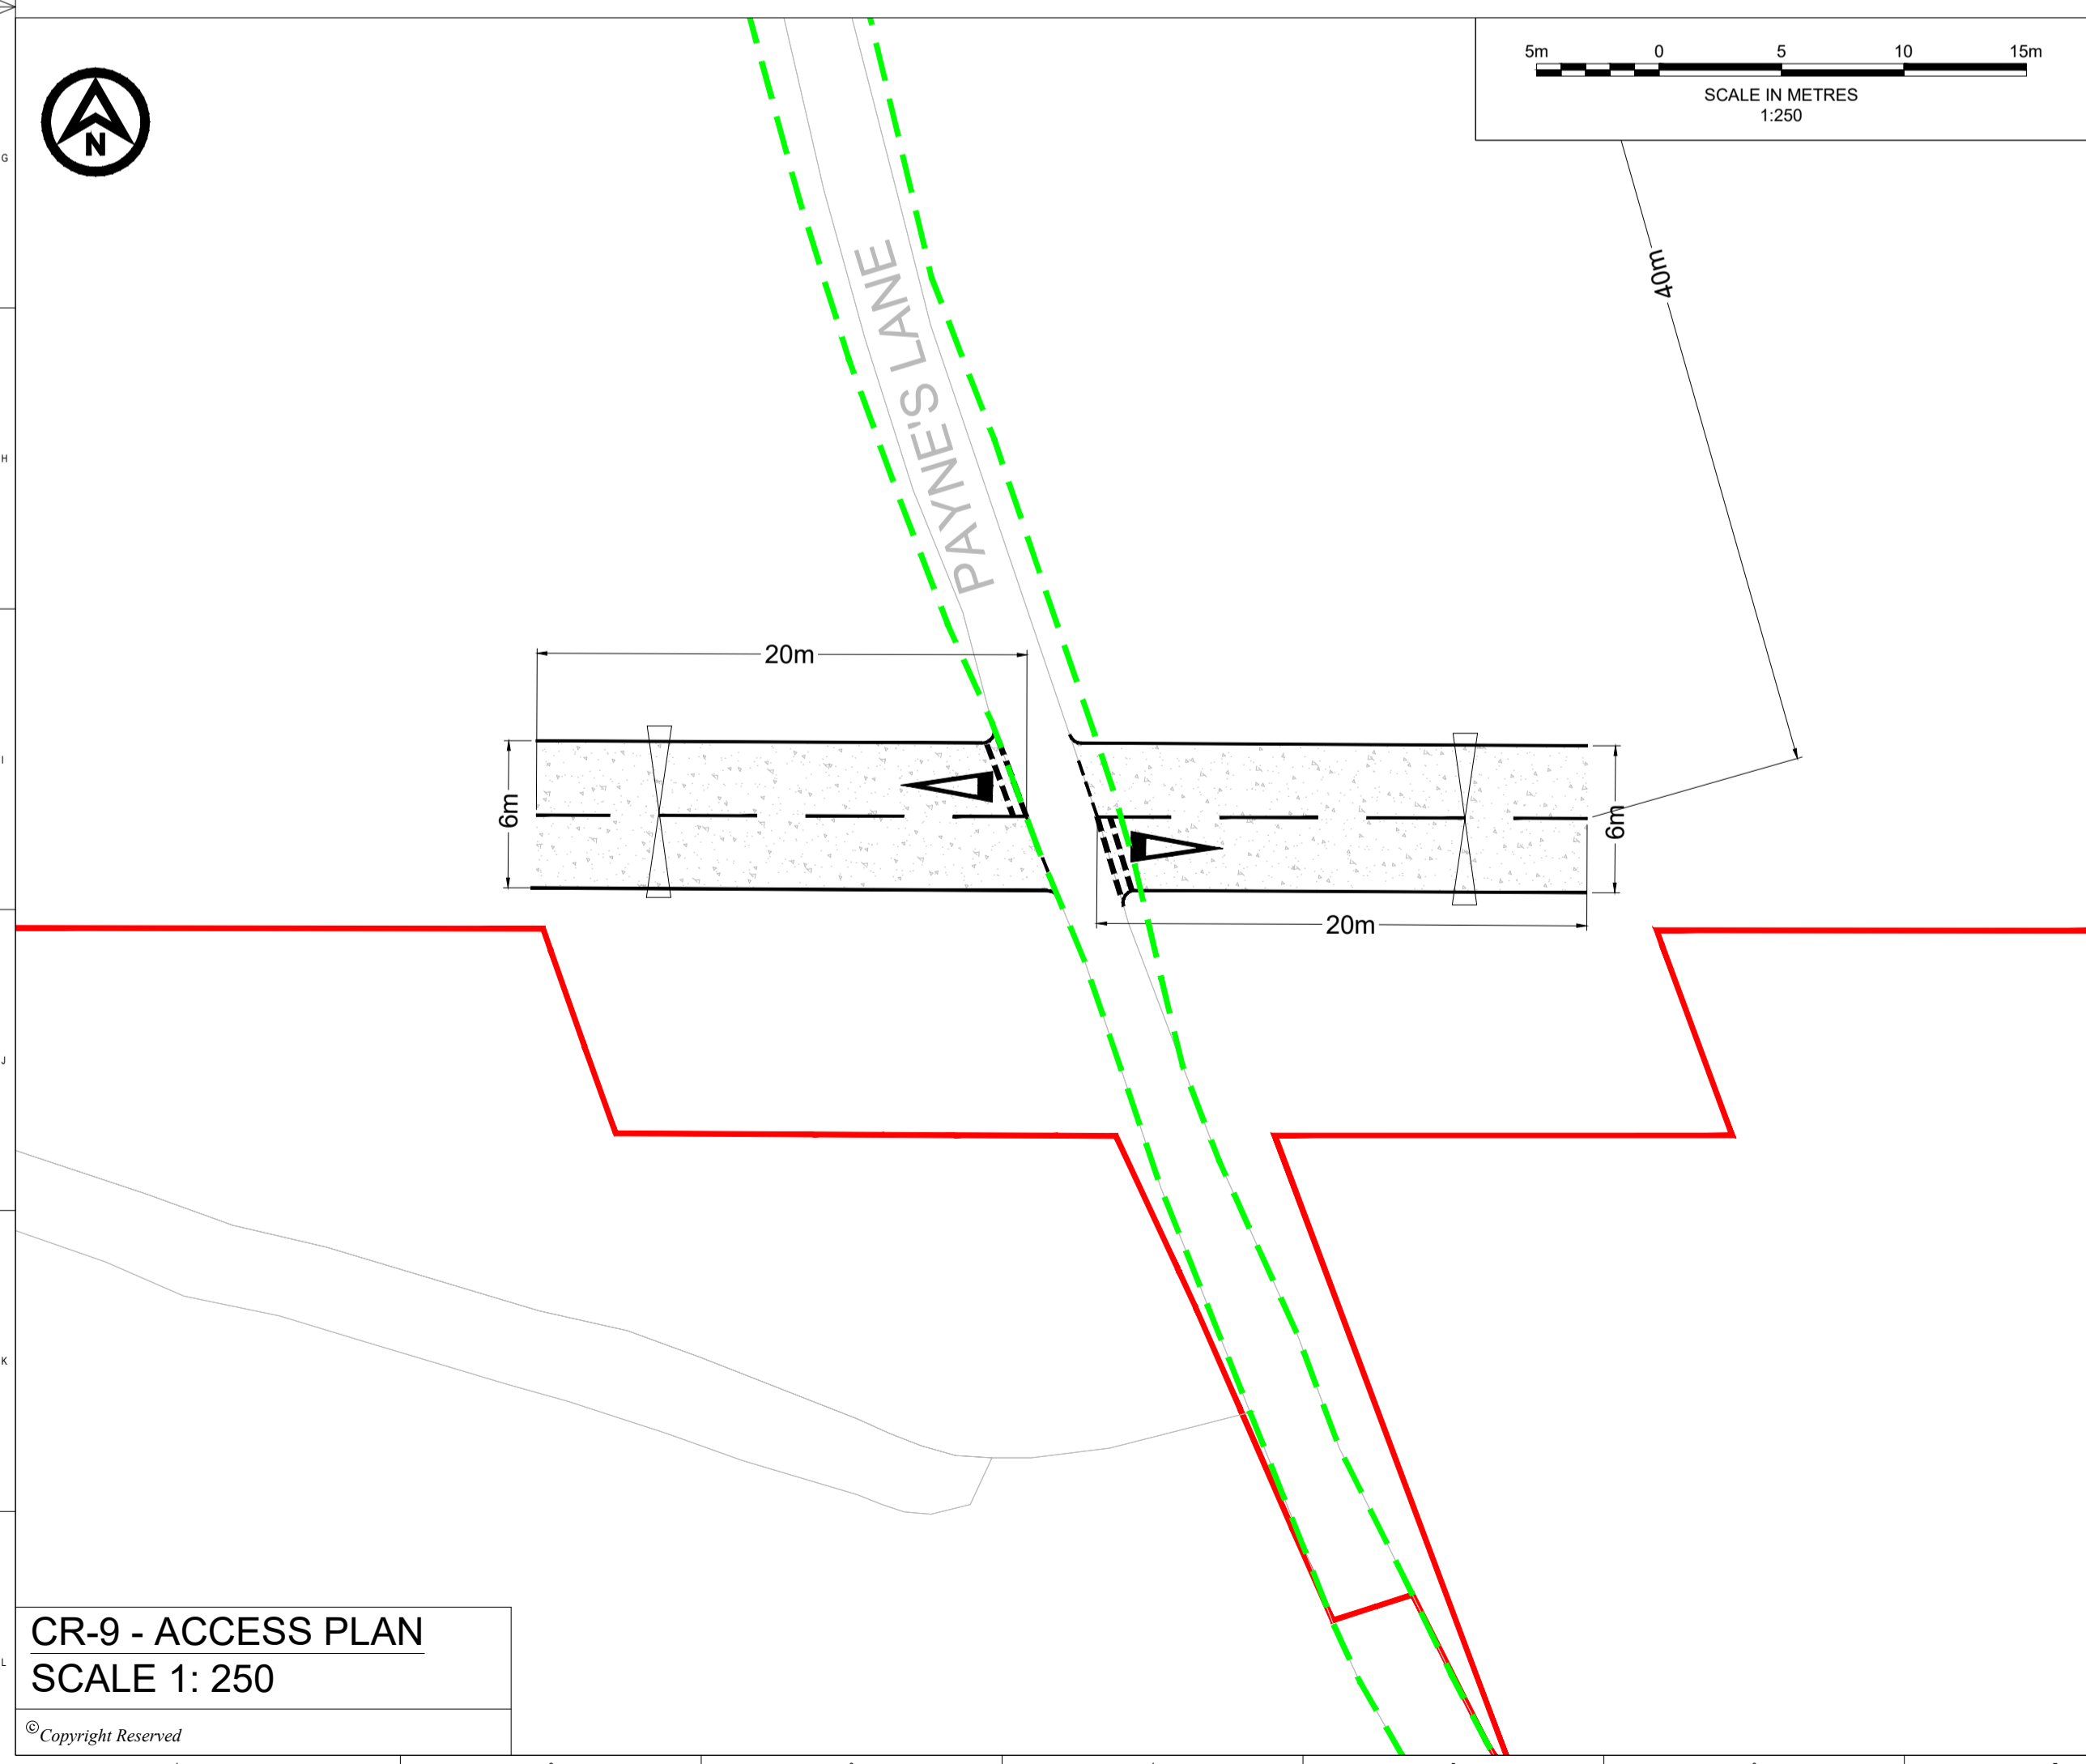 5m 0 5 10 15m
SCALE IN METRES
1:250
N
G
40m
PAYNE'S LANE
H
20m
I
6m
6m
20m
J
K
CR-9 - ACCESS PLAN
SCALE 1: 250
L
©Copyright Reserved